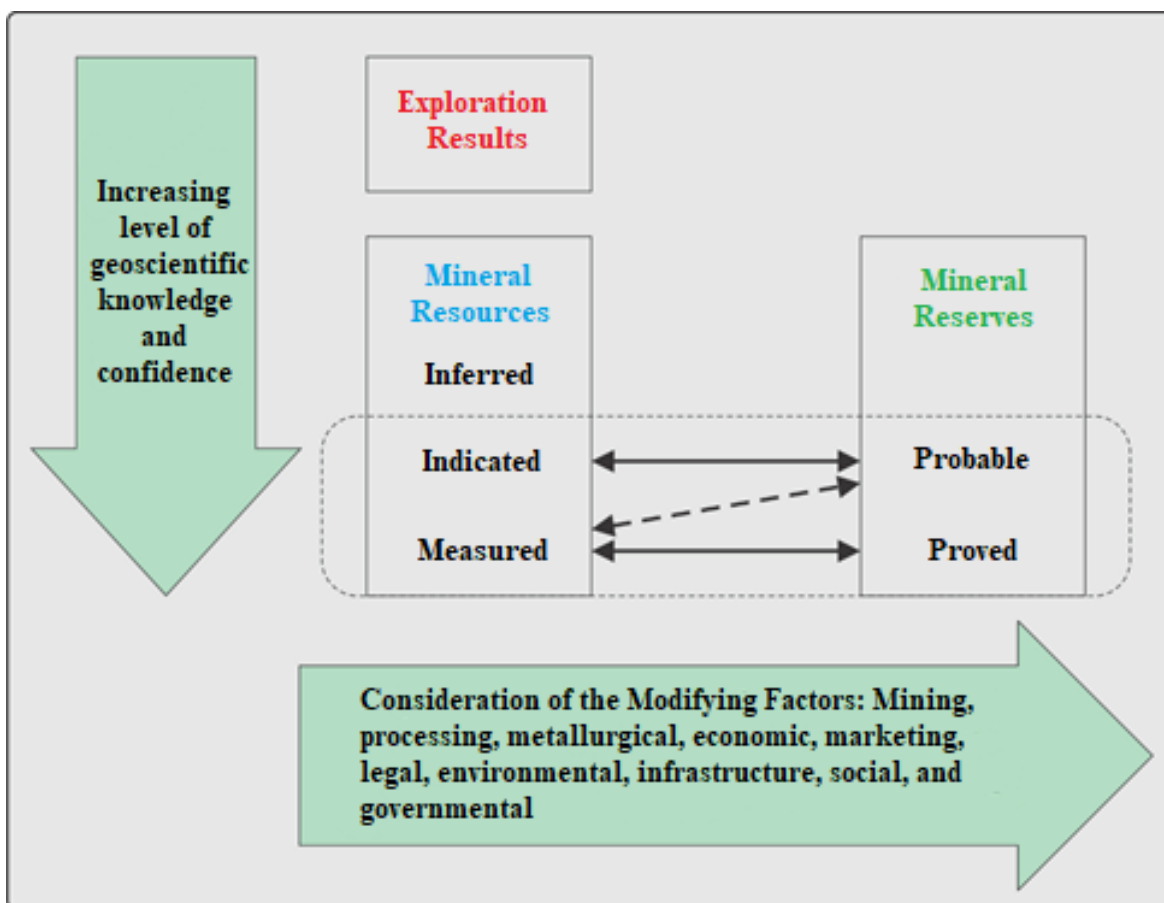 Increasing
level of
geoscientific
knowledge
and
confidence
Exploration
Results
Mineral
Resources
Inferred
Indicated
Measured
Mineral
Reserves
Probable
Proved
Consideration of the Modifying Factors: Mining,
processing, metallurgical, economic, marketing,
legal, environmental, infrastructure, social, and
governmental